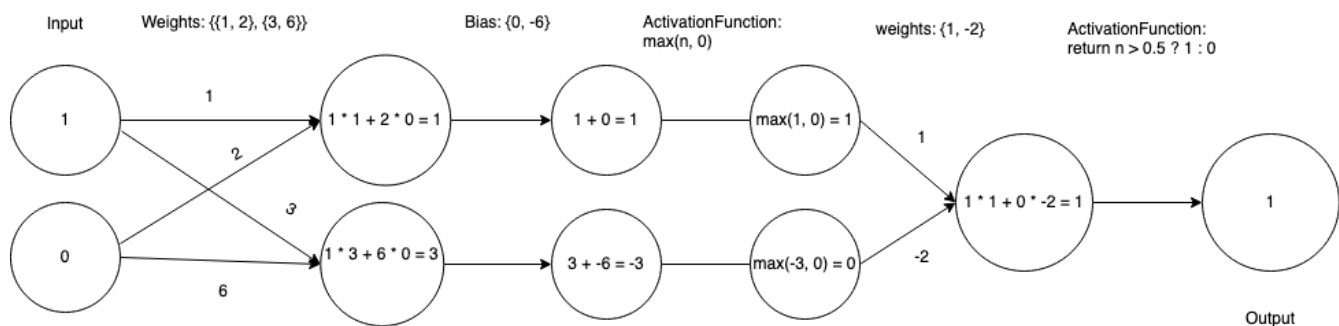 Input
Weights: {{1, 2}, {3, 6}}
Bias: {0, -6}
ActivationFunction:
max(n, 0)
weights: {1, -2}
ActivationFunction:
return n > 0.5 ? 1 : 0
1
1
1 * 1 + 2 * 0 = 1
1 + 0 = 1
max(1, 0) = 1
1
2
3
1 * 1 + 0 * -2 = 1
1
0
6
1 * 3 + 6 * 0 = 3
3 + -6 = -3
max(-3, 0) = 0
-2
Output